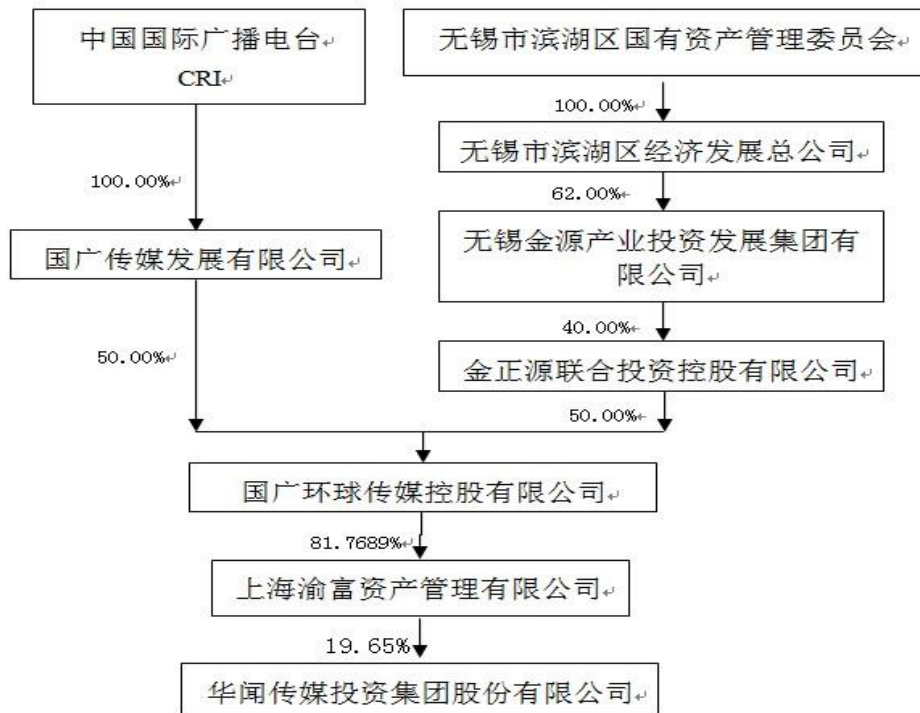 中国国际广播电台
CRI
无锡市滨湖区国有资产管理委员会
100.00%
无锡市滨湖区经济发展总公司
100.00%
62.00%
国广传媒发展有限公司
无锡金源产业投资发展集团有
限公司
50.00%
40.00%
金正源联合投资控股有限公司
50.00%
国广环球传媒控股有限公司
81.7689%
上海渝富资产管理有限公司
19.65%
华闻传媒投资集团股份有限公司